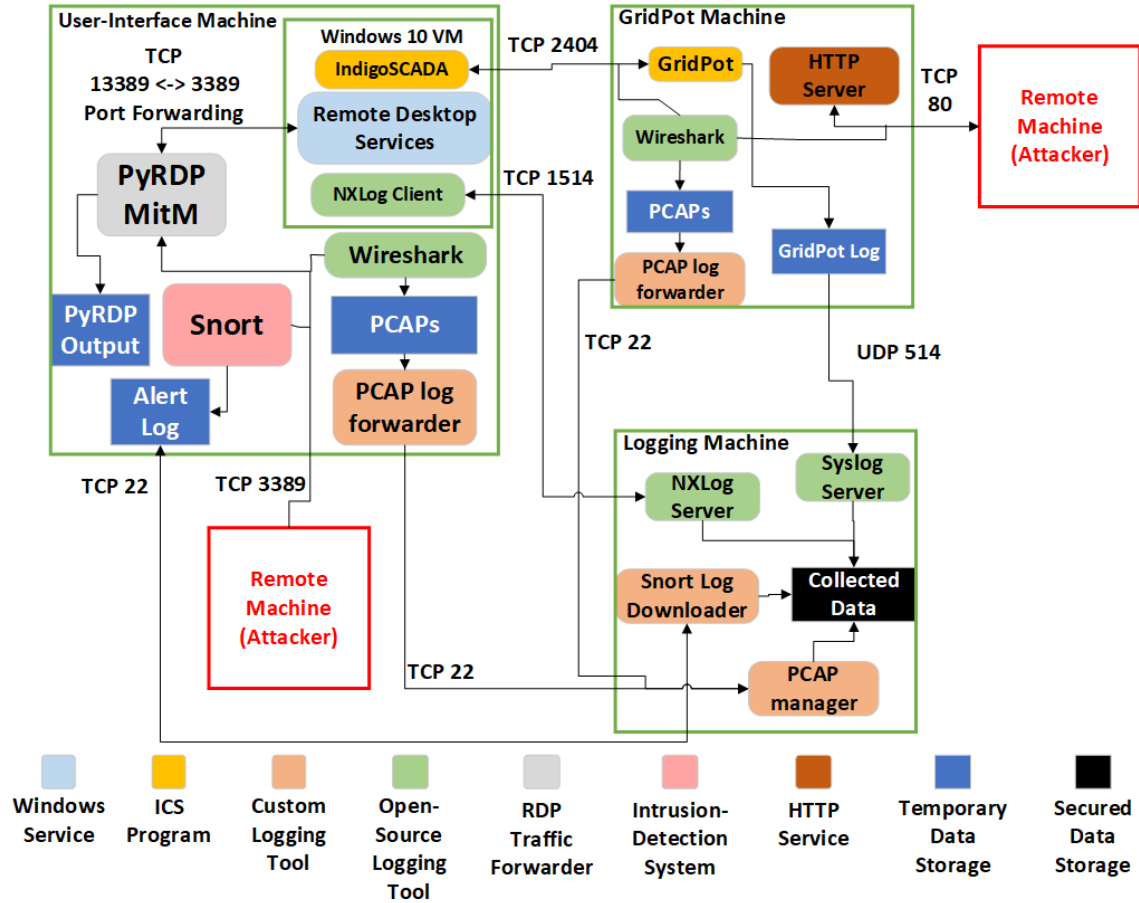 User-Interface Machine
Windows 10 VM
IndigoSCADA
Remote Desktop
Services
NXLog Client
TCP
13389 <-> 3389
Port Forwarding
PyRDP
MitM
Wireshark
PyRDP
Output
Snort
PCAPs
Alert
Log
PCAP log
forwarder
TCP 2404
TCP 1514
GridPot Machine
GridPot
HTTP
Server
Wireshark
PCAPs
GridPot Log
PCAP log
forwarder
TCP
80
Remote
Machine
(Attacker)
TCP 22
UDP 514
TCP 22
TCP 3389
Remote
Machine
(Attacker)
TCP 22
Logging Machine
NXLog
Server
Syslog
Server
Snort Log
Downloader
Collected
Data
PCAP
manager
Windows
Service
ICS
Program
Custom
Logging
Tool
Open-
Source
Logging
Tool
RDP
Traffic
Forwarder
Intrusion-
Detection
System
HTTP
Service
Temporary
Data
Storage
Secured
Data
Storage